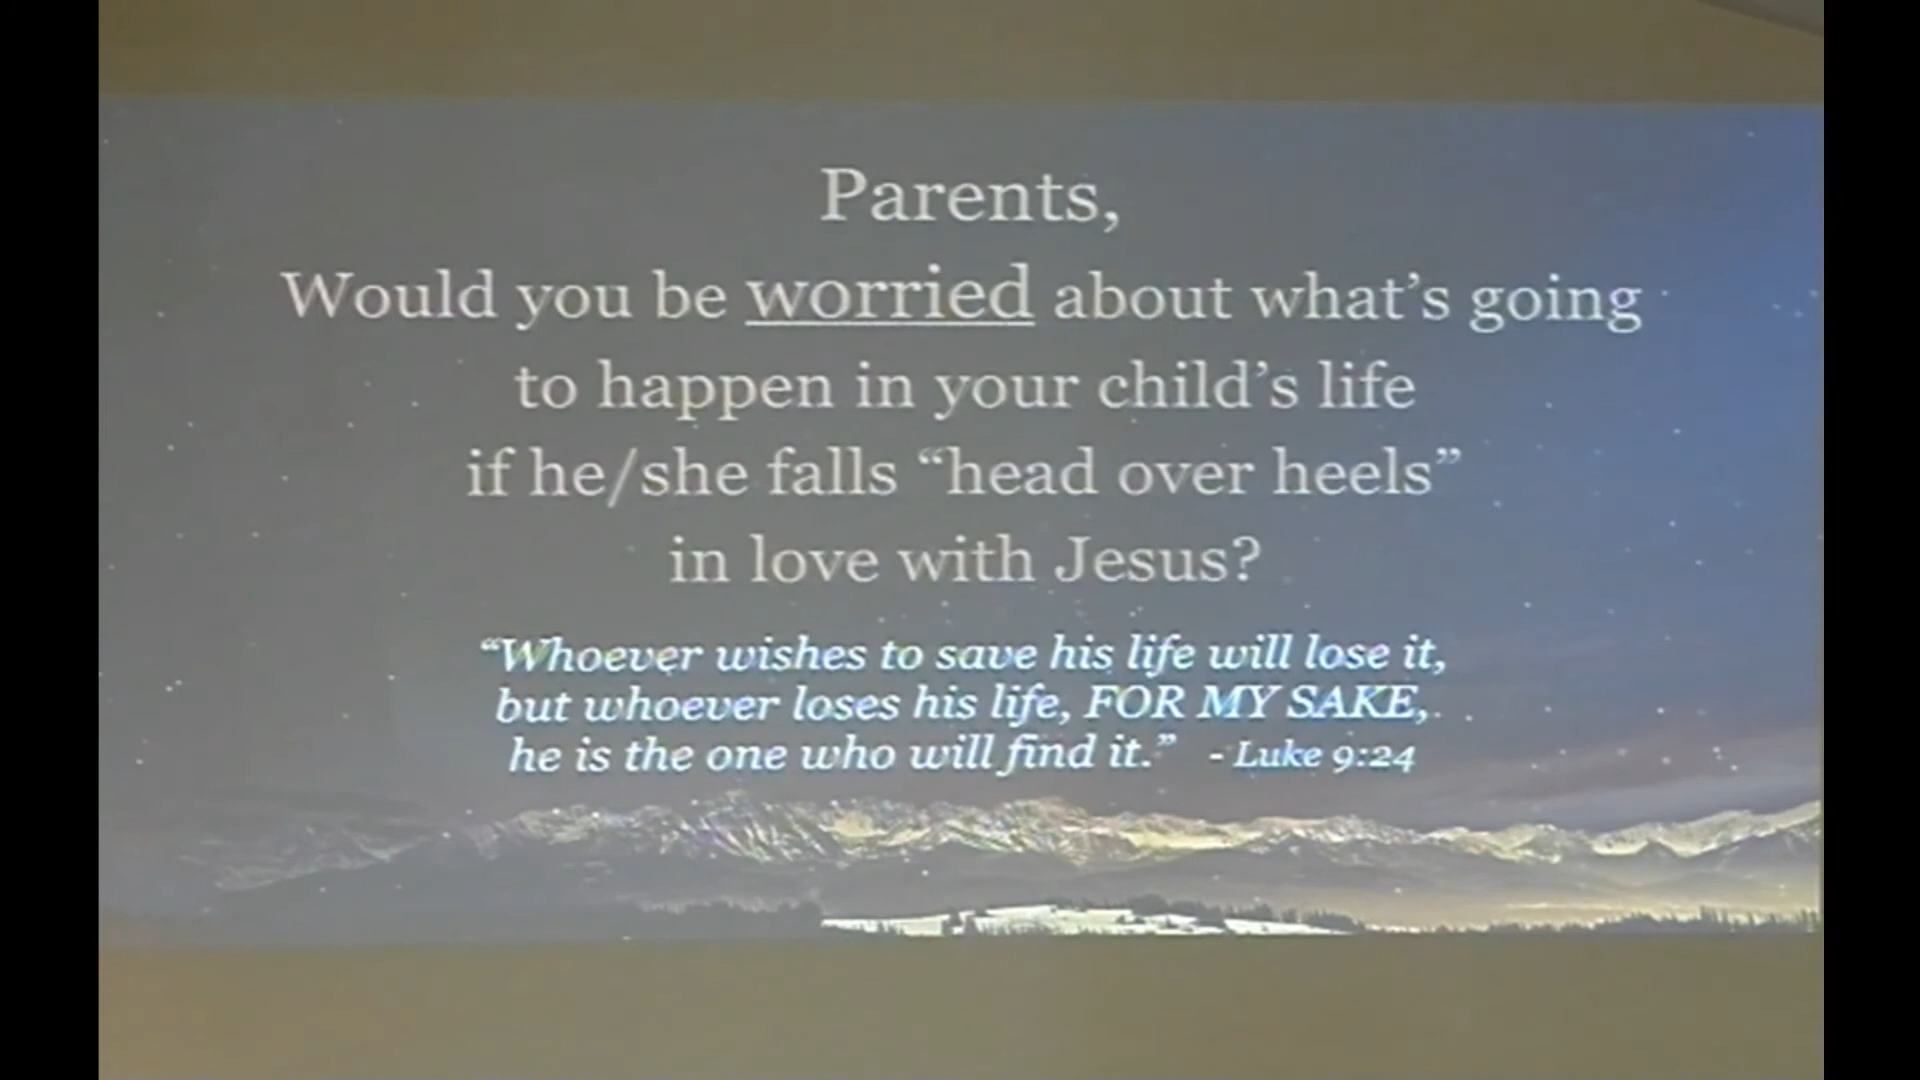 Parents,
Would you be worried about what’s going
to happen in your child’s life
if he/she falls “head over heels”
in love with Jesus?
“Whoever wishes to save his life will lose it,
but whoever loses his life, FOR MY SAKE,
he is the one who will find it.” - Luke 9:24